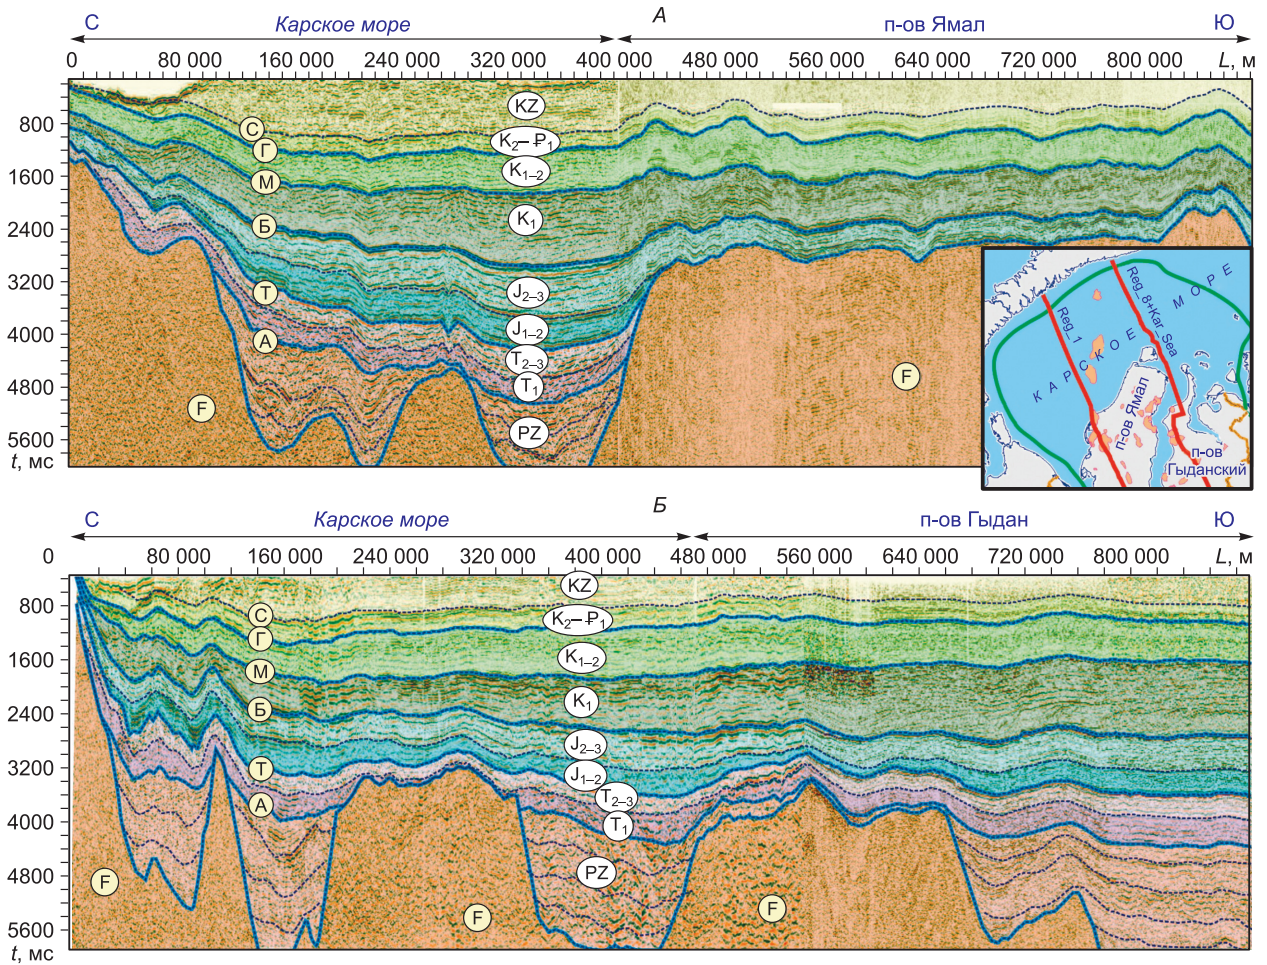 А
С Карское море п-ов Ямал Ю
0 80 000 160 000 240 000 320 000 400 000 480 000 560 000 640 000 720 000 800 000 L, м
800
1600
2400
3200
4000
4800
5600
t, мс
С
Г
М
Б
Т
А
F
KZ
K2–P1
K1–2
K1
J2–3
J1–2
T2–3
T1
PZ
F
Reg_1
Reg_8+Kar_Sea
КАРСКОЕ МОРЕ
п-ов Ямал
п-ов
Гыданский
Б
С Карское море п-ов Гыдан Ю
0 80 000 160 000 240 000 320 000 400 000 480 000 560 000 640 000 720 000 800 000 L, м
800
1600
2400
3200
4000
4800
5600
t, мс
С
Г
М
Б
Т
А
F
KZ
K2–P1
K1–2
K1
J2–3
J1–2
T2–3
T1
PZ
F
F